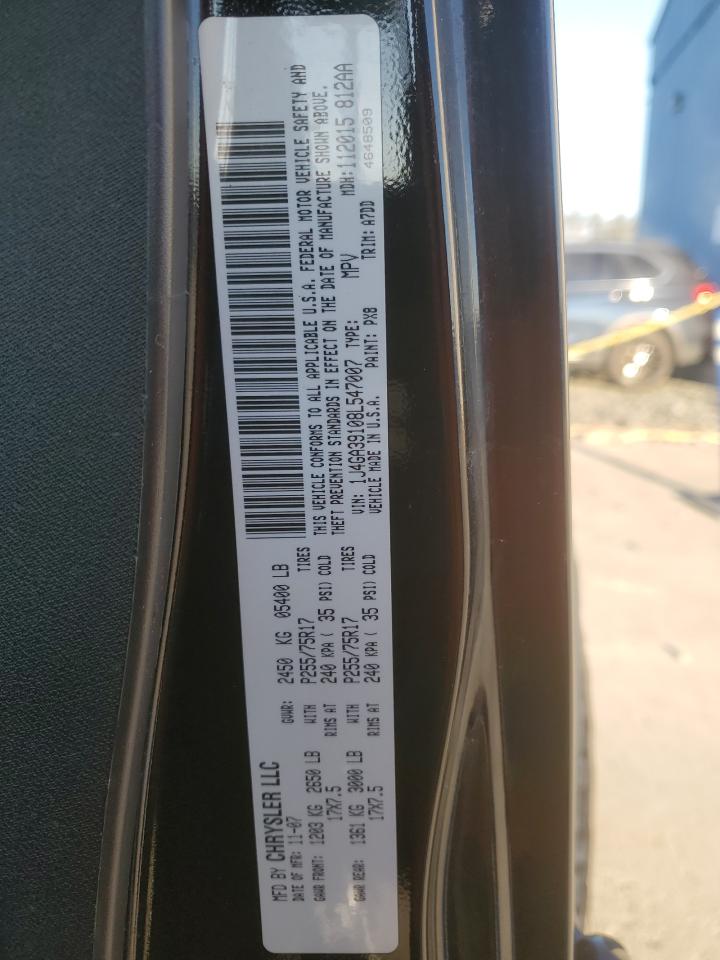 MFD BY CHRYSLER LLC
DATE OF MFR: 11-07
GVWR: 2450 KG 05400 LB
GAWR FRONT: 1203 KG 2650 LB WITH P255/75R17 TIRES
17X7.5 RIMS AT 240 KPA ( 35 PSI) COLD
GAWR REAR: 1361 KG 3000 LB WITH P255/75R17 TIRES
17X7.5 RIMS AT 240 KPA ( 35 PSI) COLD
THIS VEHICLE CONFORMS TO ALL APPLICABLE U.S.A. FEDERAL MOTOR VEHICLE SAFETY AND
THEFT PREVENTION STANDARDS IN EFFECT ON THE DATE OF MANUFACTURE SHOWN ABOVE.
VIN: 1J4GA39108L547007 TYPE: MPV MDH: 112015 812AA
VEHICLE MADE IN U.S.A. PAINT: PX8 TRIM: A7DD 4648509